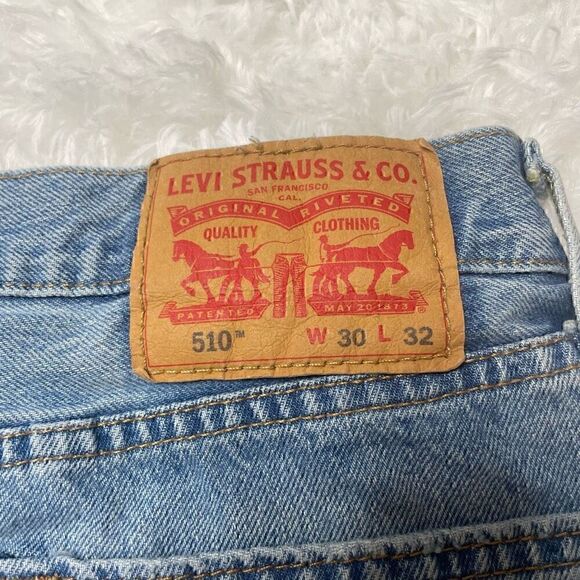 LEVI STRAUSS & CO.
SAN FRANCISCO
CAL.
ORIGINAL RIVETED
QUALITY CLOTHING
PATENTED MAY 20 1873 ®
510™ W 30 L 32